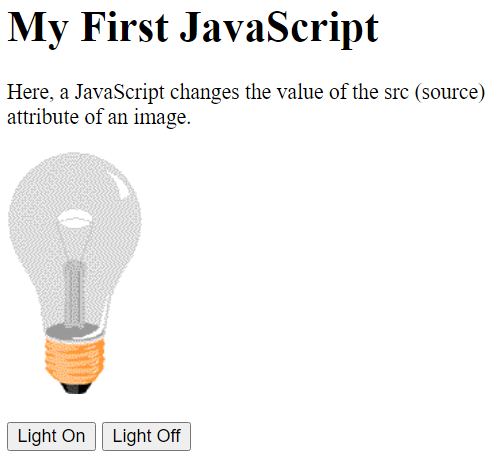 My First JavaScript
Here, a JavaScript changes the value of the src (source)
attribute of an image.
Light On Light Off